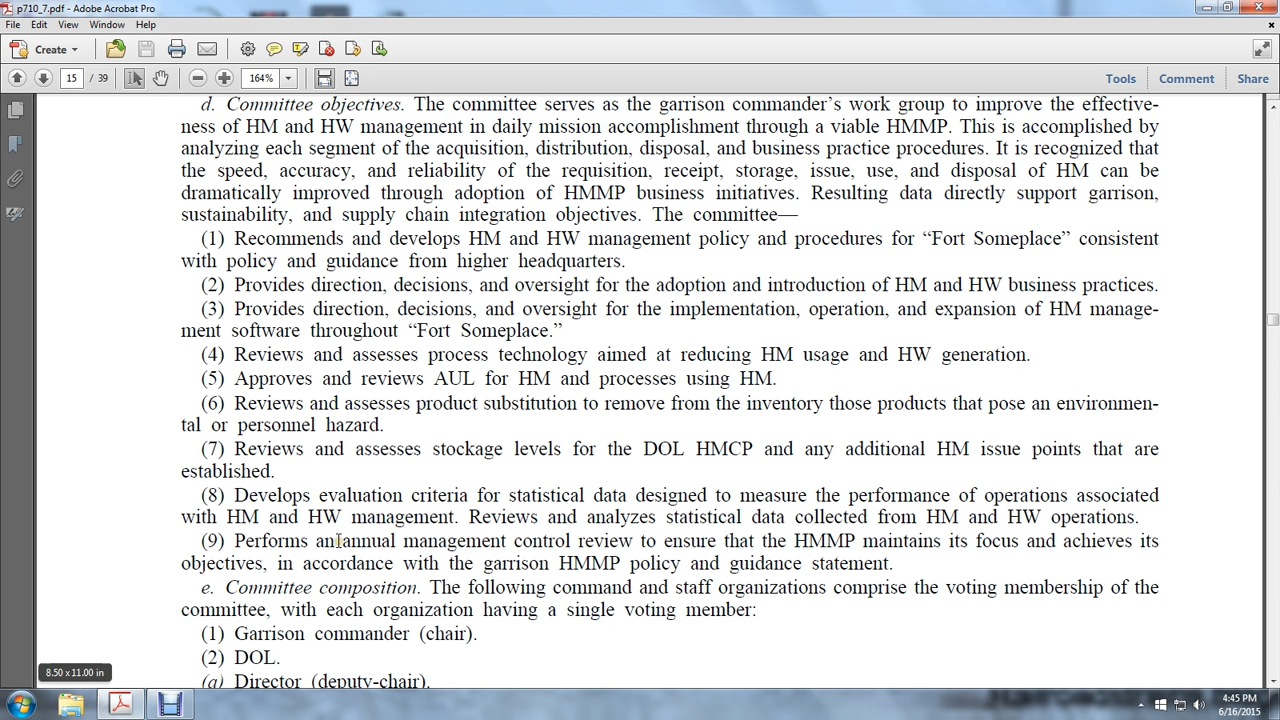 p710_7.pdf - Adobe Acrobat Pro
File Edit View Window Help
Create
15 / 39 164% Tools Comment Share
d. Committee objectives. The committee serves as the garrison commander's work group to improve the effective-
ness of HM and HW management in daily mission accomplishment through a viable HMMP. This is accomplished by
analyzing each segment of the acquisition, distribution, disposal, and business practice procedures. It is recognized that
the speed, accuracy, and reliability of the requisition, receipt, storage, issue, use, and disposal of HM can be
dramatically improved through adoption of HMMP business initiatives. Resulting data directly support garrison,
sustainability, and supply chain integration objectives. The committee—
(1) Recommends and develops HM and HW management policy and procedures for “Fort Someplace” consistent
with policy and guidance from higher headquarters.
(2) Provides direction, decisions, and oversight for the adoption and introduction of HM and HW business practices.
(3) Provides direction, decisions, and oversight for the implementation, operation, and expansion of HM manage-
ment software throughout “Fort Someplace.”
(4) Reviews and assesses process technology aimed at reducing HM usage and HW generation.
(5) Approves and reviews AUL for HM and processes using HM.
(6) Reviews and assesses product substitution to remove from the inventory those products that pose an environmen-
tal or personnel hazard.
(7) Reviews and assesses stockage levels for the DOL HMCP and any additional HM issue points that are
established.
(8) Develops evaluation criteria for statistical data designed to measure the performance of operations associated
with HM and HW management. Reviews and analyzes statistical data collected from HM and HW operations.
(9) Performs an annual management control review to ensure that the HMMP maintains its focus and achieves its
objectives, in accordance with the garrison HMMP policy and guidance statement.
e. Committee composition. The following command and staff organizations comprise the voting membership of the
committee, with each organization having a single voting member:
(1) Garrison commander (chair).
(2) DOL.
(a) Director (deputy-chair).
8.50 x 11.00 in
4:45 PM
6/16/2015